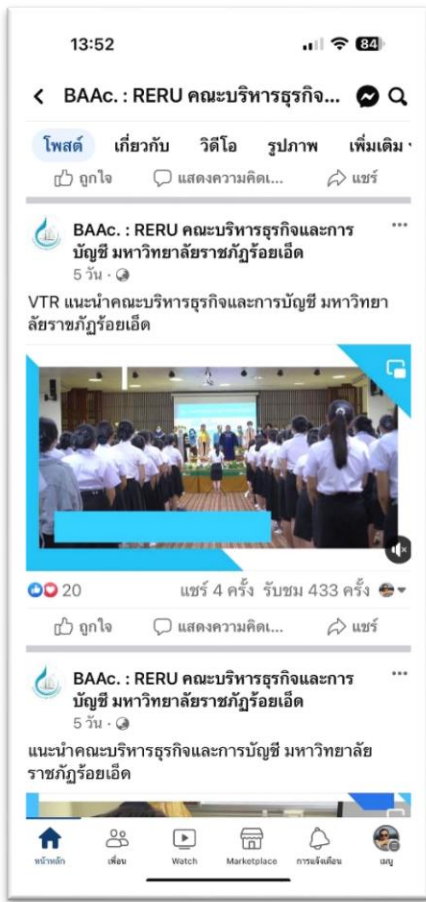 13:52
84
BAAc. : RERU คณะบริหารธุรกิจ...
โพสต์ เกี่ยวกับ วิดีโอ รูปภาพ เพิ่มเติม
ถูกใจ แสดงความคิดเ... แชร์
BAAc. : RERU คณะบริหารธุรกิจและการ
บัญชี มหาวิทยาลัยราชภัฏร้อยเอ็ด
5 วัน ·
VTR แนะนำคณะบริหารธุรกิจและการบัญชี มหาวิทยา
ลัยราชภัฏร้อยเอ็ด
20 แชร์ 4 ครั้ง รับชม 433 ครั้ง
ถูกใจ แสดงความคิดเ... แชร์
BAAc. : RERU คณะบริหารธุรกิจและการ
บัญชี มหาวิทยาลัยราชภัฏร้อยเอ็ด
5 วัน ·
แนะนำคณะบริหารธุรกิจและการบัญชี มหาวิทยาลัย
ราชภัฏร้อยเอ็ด
หน้าหลัก เพื่อน Watch Marketplace การแจ้งเตือน เมนู